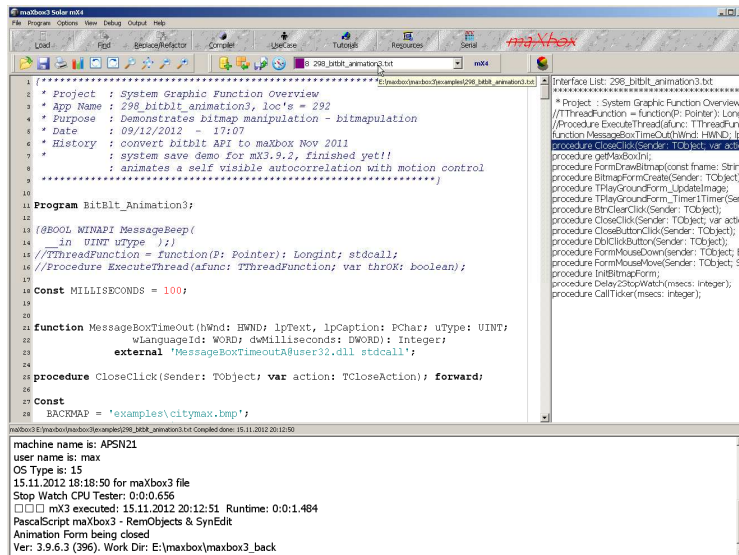 maXbox3 Solar mX4
File Program Options View Debug Output Help
Load Find Replace/Refactor Compile! UseCase Tutorials Resources Serial maXbox
8 298_bitblt_animation3.txt mX4
E:\maxbox\maxbox3\examples\298_bitblt_animation3.txt
1 {****************************************************************
2 * Project : System Graphic Function Overview
3 * App Name : 298_bitblt_animation3, loc's = 292
4 * Purpose : Demonstrates bitmap manipulation - bitmapulation
5 * Date : 09/12/2012 - 17:07
6 * History : convert bitblt API to maXbox Nov 2011
7 * : system save demo for mX3.9.2, finished yet!!
8 : animates a self visible autocorrelation with motion control
9 ****************************************************************}
10
11 Program BitBlt_Animation3;
12
13 {@BOOL WINAPI MessageBeep(
14 __in UINT uType );}
15 //TThreadFunction = function(P: Pointer): Longint; stdcall;
16 //Procedure ExecuteThread(afunc: TThreadFunction; var thrOK: boolean);
17
18 Const MILLISECONDS = 100;
19
20
21 function MessageBoxTimeOut(hWnd: HWND; lpText, lpCaption: PChar; uType: UINT;
22 wLanguageId: WORD; dwMilliseconds: DWORD): Integer;
23 external 'MessageBoxTimeoutA@user32.dll stdcall';
24
25 procedure CloseClick(Sender: TObject; var action: TCloseAction); forward;
26
27 Const
28 BACKMAP = 'examples\citymax.bmp';
Interface List: 298_bitblt_animation3.txt
****************************************
* Project : System Graphic Function Overview
//TThreadFunction = function(P: Pointer): Long
//Procedure ExecuteThread(afunc: TThreadFun
function MessageBoxTimeOut(hWnd: HWND; lp
procedure CloseClick(Sender: TObject; var acti
procedure getMaxBoxIni;
procedure FormDrawBitmap(const fname: Strin
procedure BitmapFormCreate(Sender: TObject
procedure TPlayGroundForm_UpdateImage;
procedure TPlayGroundForm_Timer1Timer(Ser
procedure BtnClearClick(Sender: TObject);
procedure CloseClick(Sender: TObject; var acti
procedure CloseButtonClick(Sender: TObject);
procedure DblClickButton(Sender: TObject);
procedure FormMouseDown(sender: TObject; b
procedure FormMouseMove(Sender: TObject; S
procedure InitBitmapForm;
procedure Delay2StopWatch(msecs: integer);
procedure CallTicker(msecs: integer);
maXbox3 E:\maxbox\maxbox3\examples\298_bitblt_animation3.txt Compiled done: 15.11.2012 20:12:50
machine name is: APSN21
user name is: max
OS Type is: 15
15.11.2012 18:18:50 for maXbox3 file
Stop Watch CPU Tester: 0:0:0.656
□□□ mX3 executed: 15.11.2012 20:12:51 Runtime: 0:0:1.484
PascalScript maXbox3 - RemObjects & SynEdit
Animation Form being closed
Ver: 3.9.6.3 (396). Work Dir: E:\maxbox\maxbox3_back